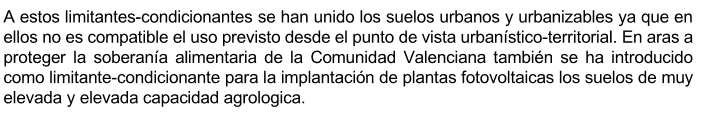 A estos limitantes-condicionantes se han unido los suelos urbanos y urbanizables ya que en
ellos no es compatible el uso previsto desde el punto de vista urbanístico-territorial. En aras a
proteger la soberanía alimentaria de la Comunidad Valenciana también se ha introducido
como limitante-condicionante para la implantación de plantas fotovoltaicas los suelos de muy
elevada y elevada capacidad agrologica.